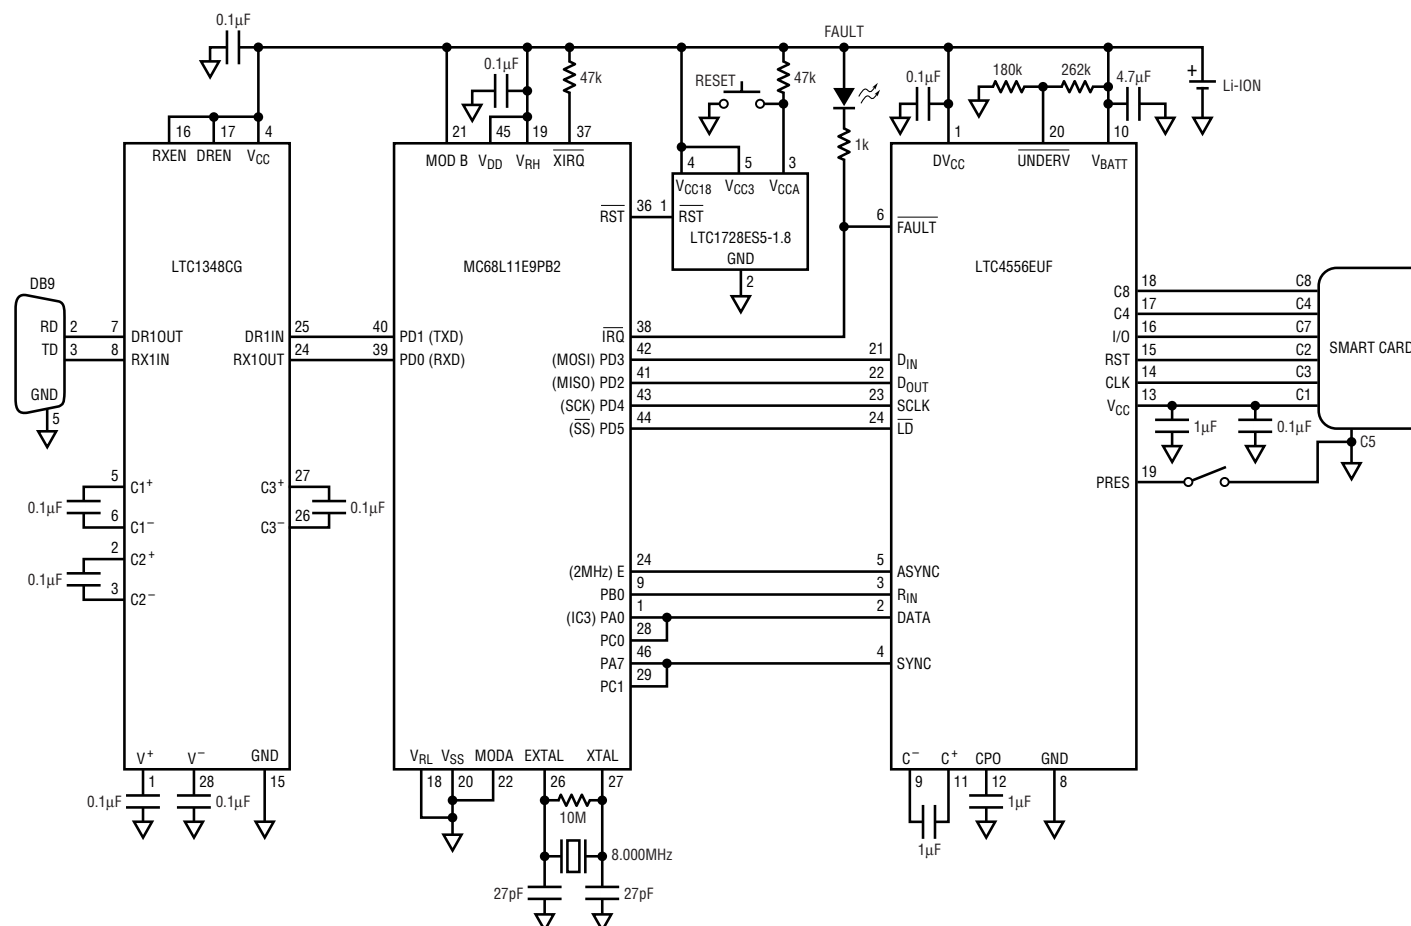 0.1µF
FAULT
0.1µF
47k
RESET
47k
0.1µF
180k
262k
4.7µF
+
Li-ION
1k
16 17 4
21 45 19 37
4 5 3
1 20 10
RXEN DREN VCC
MOD B VDD VRH XIRQ
VCC18 VCC3 VCCA
DVCC UNDERV VBATT
RST 36 1 RST
LTC1728ES5-1.8
GND
2
6 FAULT
LTC1348CG
MC68L11E9PB2
LTC4556EUF
DB9
RD 2 7 DR1OUT
TD 3 8 RX1IN
GND
5
DR1IN 25 40 PD1 (TXD)
RX1OUT 24 39 PD0 (RXD)
IRQ 38
(MOSI) PD3 42 21 DIN
(MISO) PD2 41 22 DOUT
(SCK) PD4 43 23 SCLK
(SS) PD5 44 24 LD
C8 18 C8
C4 17 C4
I/O 16 C7
RST 15 C2
CLK 14 C3
VCC 13 C1
SMART CARD
1µF
0.1µF
C5
PRES 19
5 C1+
0.1µF
6 C1–
2 C2+
0.1µF
3 C2–
C3+ 27
0.1µF
C3– 26
(2MHz) E 24 5 ASYNC
PB0 9 3 RIN
(IC3) PA0 1 2 DATA
PC0 28
PA7 46 4 SYNC
PC1 29
V+ V– GND
1 28 15
0.1µF
0.1µF
VRL VSS MODA EXTAL XTAL
18 20 22 26 27
10M
8.000MHz
27pF
27pF
C– C+ CPO GND
9 11 12 8
1µF
1µF